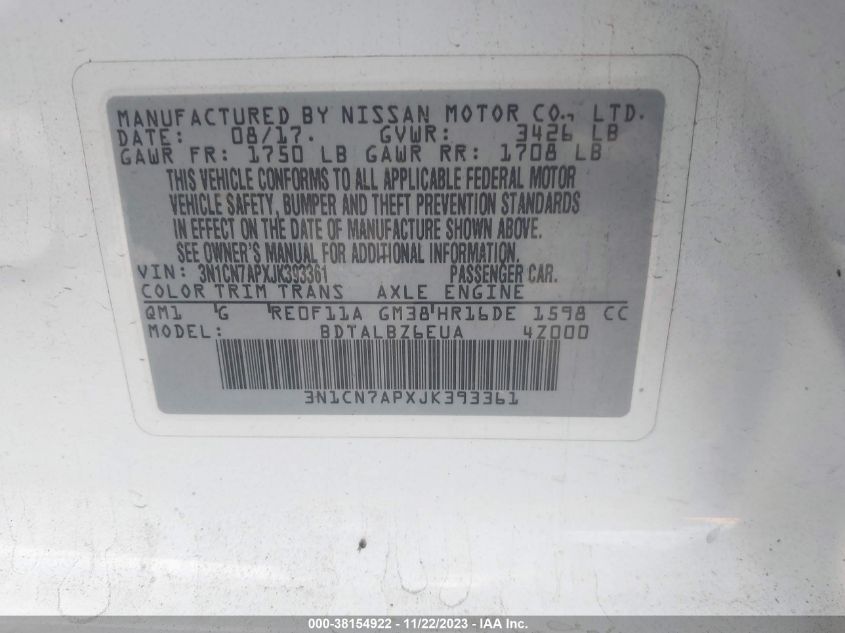 MANUFACTURED BY NISSAN MOTOR CO., LTD.
DATE: 08/17. GVWR: 3426 LB
GAWR FR: 1750 LB GAWR RR: 1708 LB
THIS VEHICLE CONFORMS TO ALL APPLICABLE FEDERAL MOTOR
VEHICLE SAFETY, BUMPER AND THEFT PREVENTION STANDARDS
IN EFFECT ON THE DATE OF MANUFACTURE SHOWN ABOVE.
SEE OWNER'S MANUAL FOR ADDITIONAL INFORMATION.
VIN: 3N1CN7APXJK393361 PASSENGER CAR.
COLOR TRIM TRANS AXLE ENGINE
QM1 G RE0F11A GM38 HR16DE 1598 CC
MODEL: BDTALBZ6EUA 4Z000
3N1CN7APXJK393361
000-38154922 - 11/22/2023 - IAA Inc.